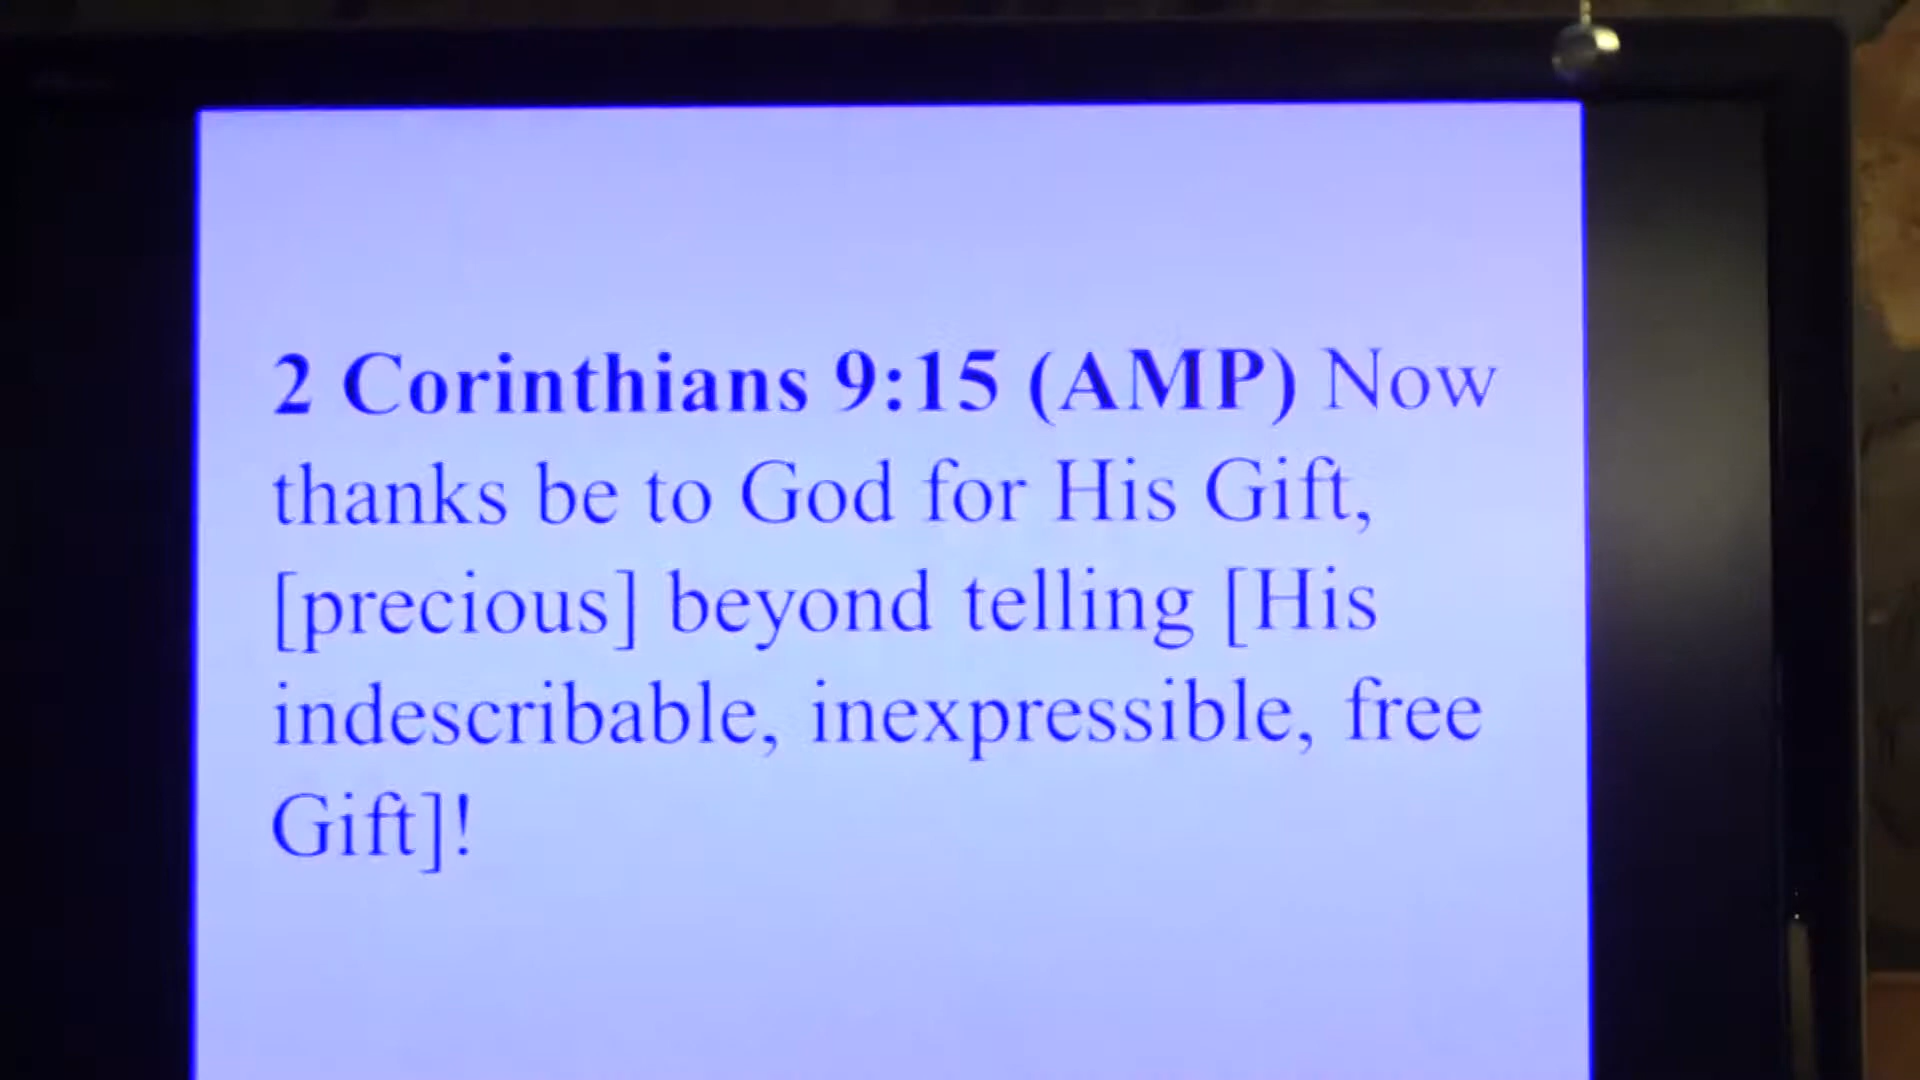 2 Corinthians 9:15 (AMP) Now
thanks be to God for His Gift,
[precious] beyond telling [His
indescribable, inexpressible, free
Gift]!